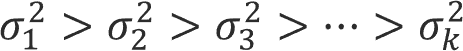 σ₁² > σ₂² > σ₃² > ⋯ > σₖ²